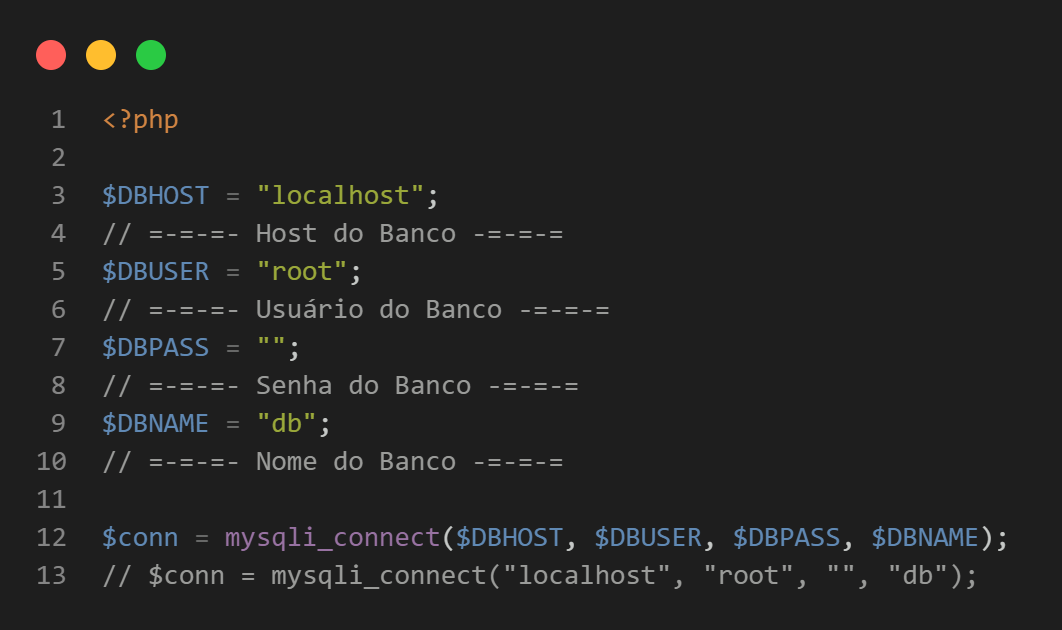 1 <?php
2
3 $DBHOST = "localhost";
4 // =-=-=- Host do Banco -=-=-=
5 $DBUSER = "root";
6 // =-=-=- Usuário do Banco -=-=-=
7 $DBPASS = "";
8 // =-=-=- Senha do Banco -=-=-=
9 $DBNAME = "db";
10 // =-=-=- Nome do Banco -=-=-=
11
12 $conn = mysqli_connect($DBHOST, $DBUSER, $DBPASS, $DBNAME);
13 // $conn = mysqli_connect("localhost", "root", "", "db");